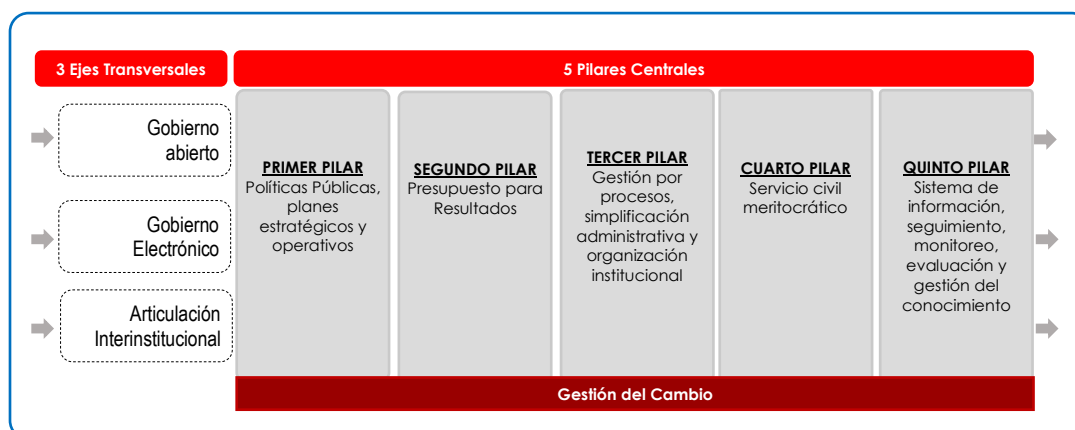 3 Ejes Transversales
5 Pilares Centrales
Gobierno
abierto
Gobierno
Electrónico
Articulación
Interinstitucional
PRIMER PILAR
Políticas Públicas,
planes
estratégicos y
operativos
SEGUNDO PILAR
Presupuesto para
Resultados
TERCER PILAR
Gestión por
procesos,
simplificación
administrativa y
organización
institucional
CUARTO PILAR
Servicio civil
meritocrático
QUINTO PILAR
Sistema de
información,
seguimiento,
monitoreo,
evaluación y
gestión del
conocimiento
Gestión del Cambio